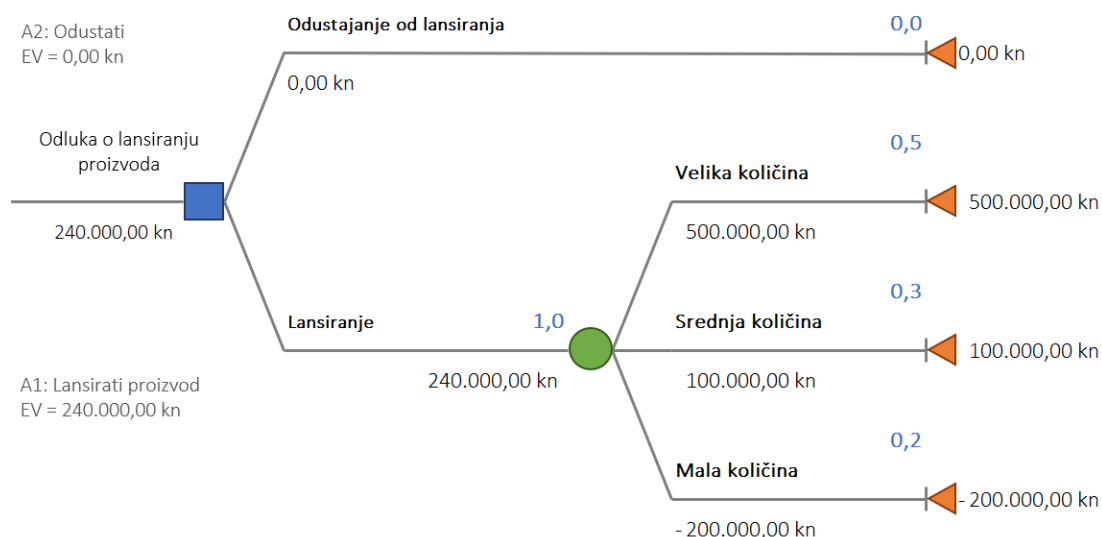 A2: Odustati
EV = 0,00 kn
Odustajanje od lansiranja
0,0
0,00 kn
0,00 kn
Odluka o lansiranju
proizvoda
240.000,00 kn
0,5
Velika količina
500.000,00 kn
500.000,00 kn
Lansiranje
1,0
240.000,00 kn
0,3
Srednja količina
100.000,00 kn
100.000,00 kn
A1: Lansirati proizvod
EV = 240.000,00 kn
0,2
Mala količina
- 200.000,00 kn
- 200.000.00 kn